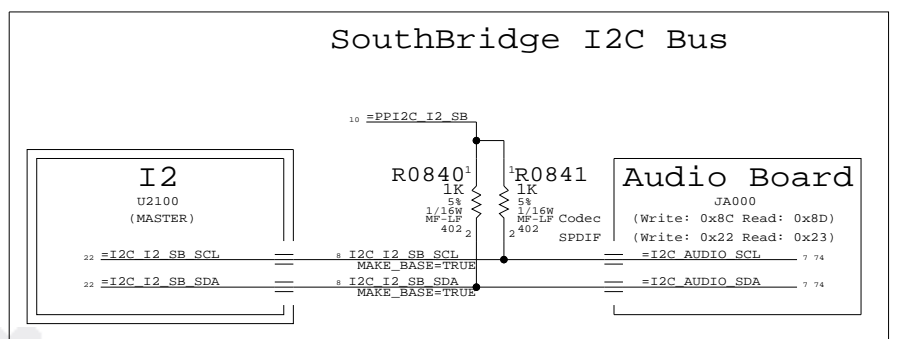 SouthBridge I2C Bus
10 =PPI2C_I2_SB
I2
U2100
(MASTER)
R0840 1
1K
5%
1/16W
MF-LF
402 2
1 R0841
1K
5%
1/16W
MF-LF
2 402
Audio Board
JA000
Codec (Write: 0x8C Read: 0x8D)
SPDIF (Write: 0x22 Read: 0x23)
22 =I2C_I2_SB_SCL
8 I2C_I2_SB_SCL
MAKE_BASE=TRUE
=I2C_AUDIO_SCL 7 74
22 =I2C_I2_SB_SDA
8 I2C_I2_SB_SDA
MAKE_BASE=TRUE
=I2C_AUDIO_SDA 7 74